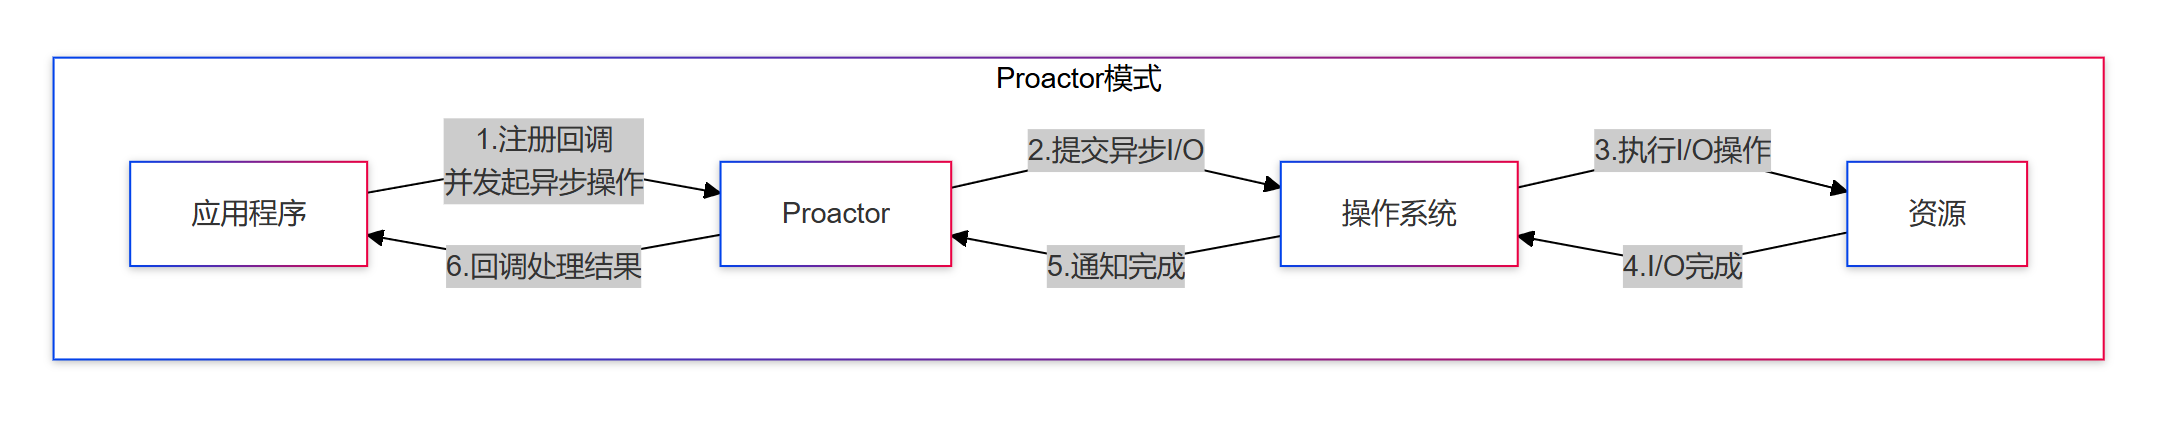 Proactor模式
1.注册回调
并发起异步操作
2.提交异步I/O
3.执行I/O操作
应用程序
Proactor
操作系统
资源
6.回调处理结果
5.通知完成
4.I/O完成